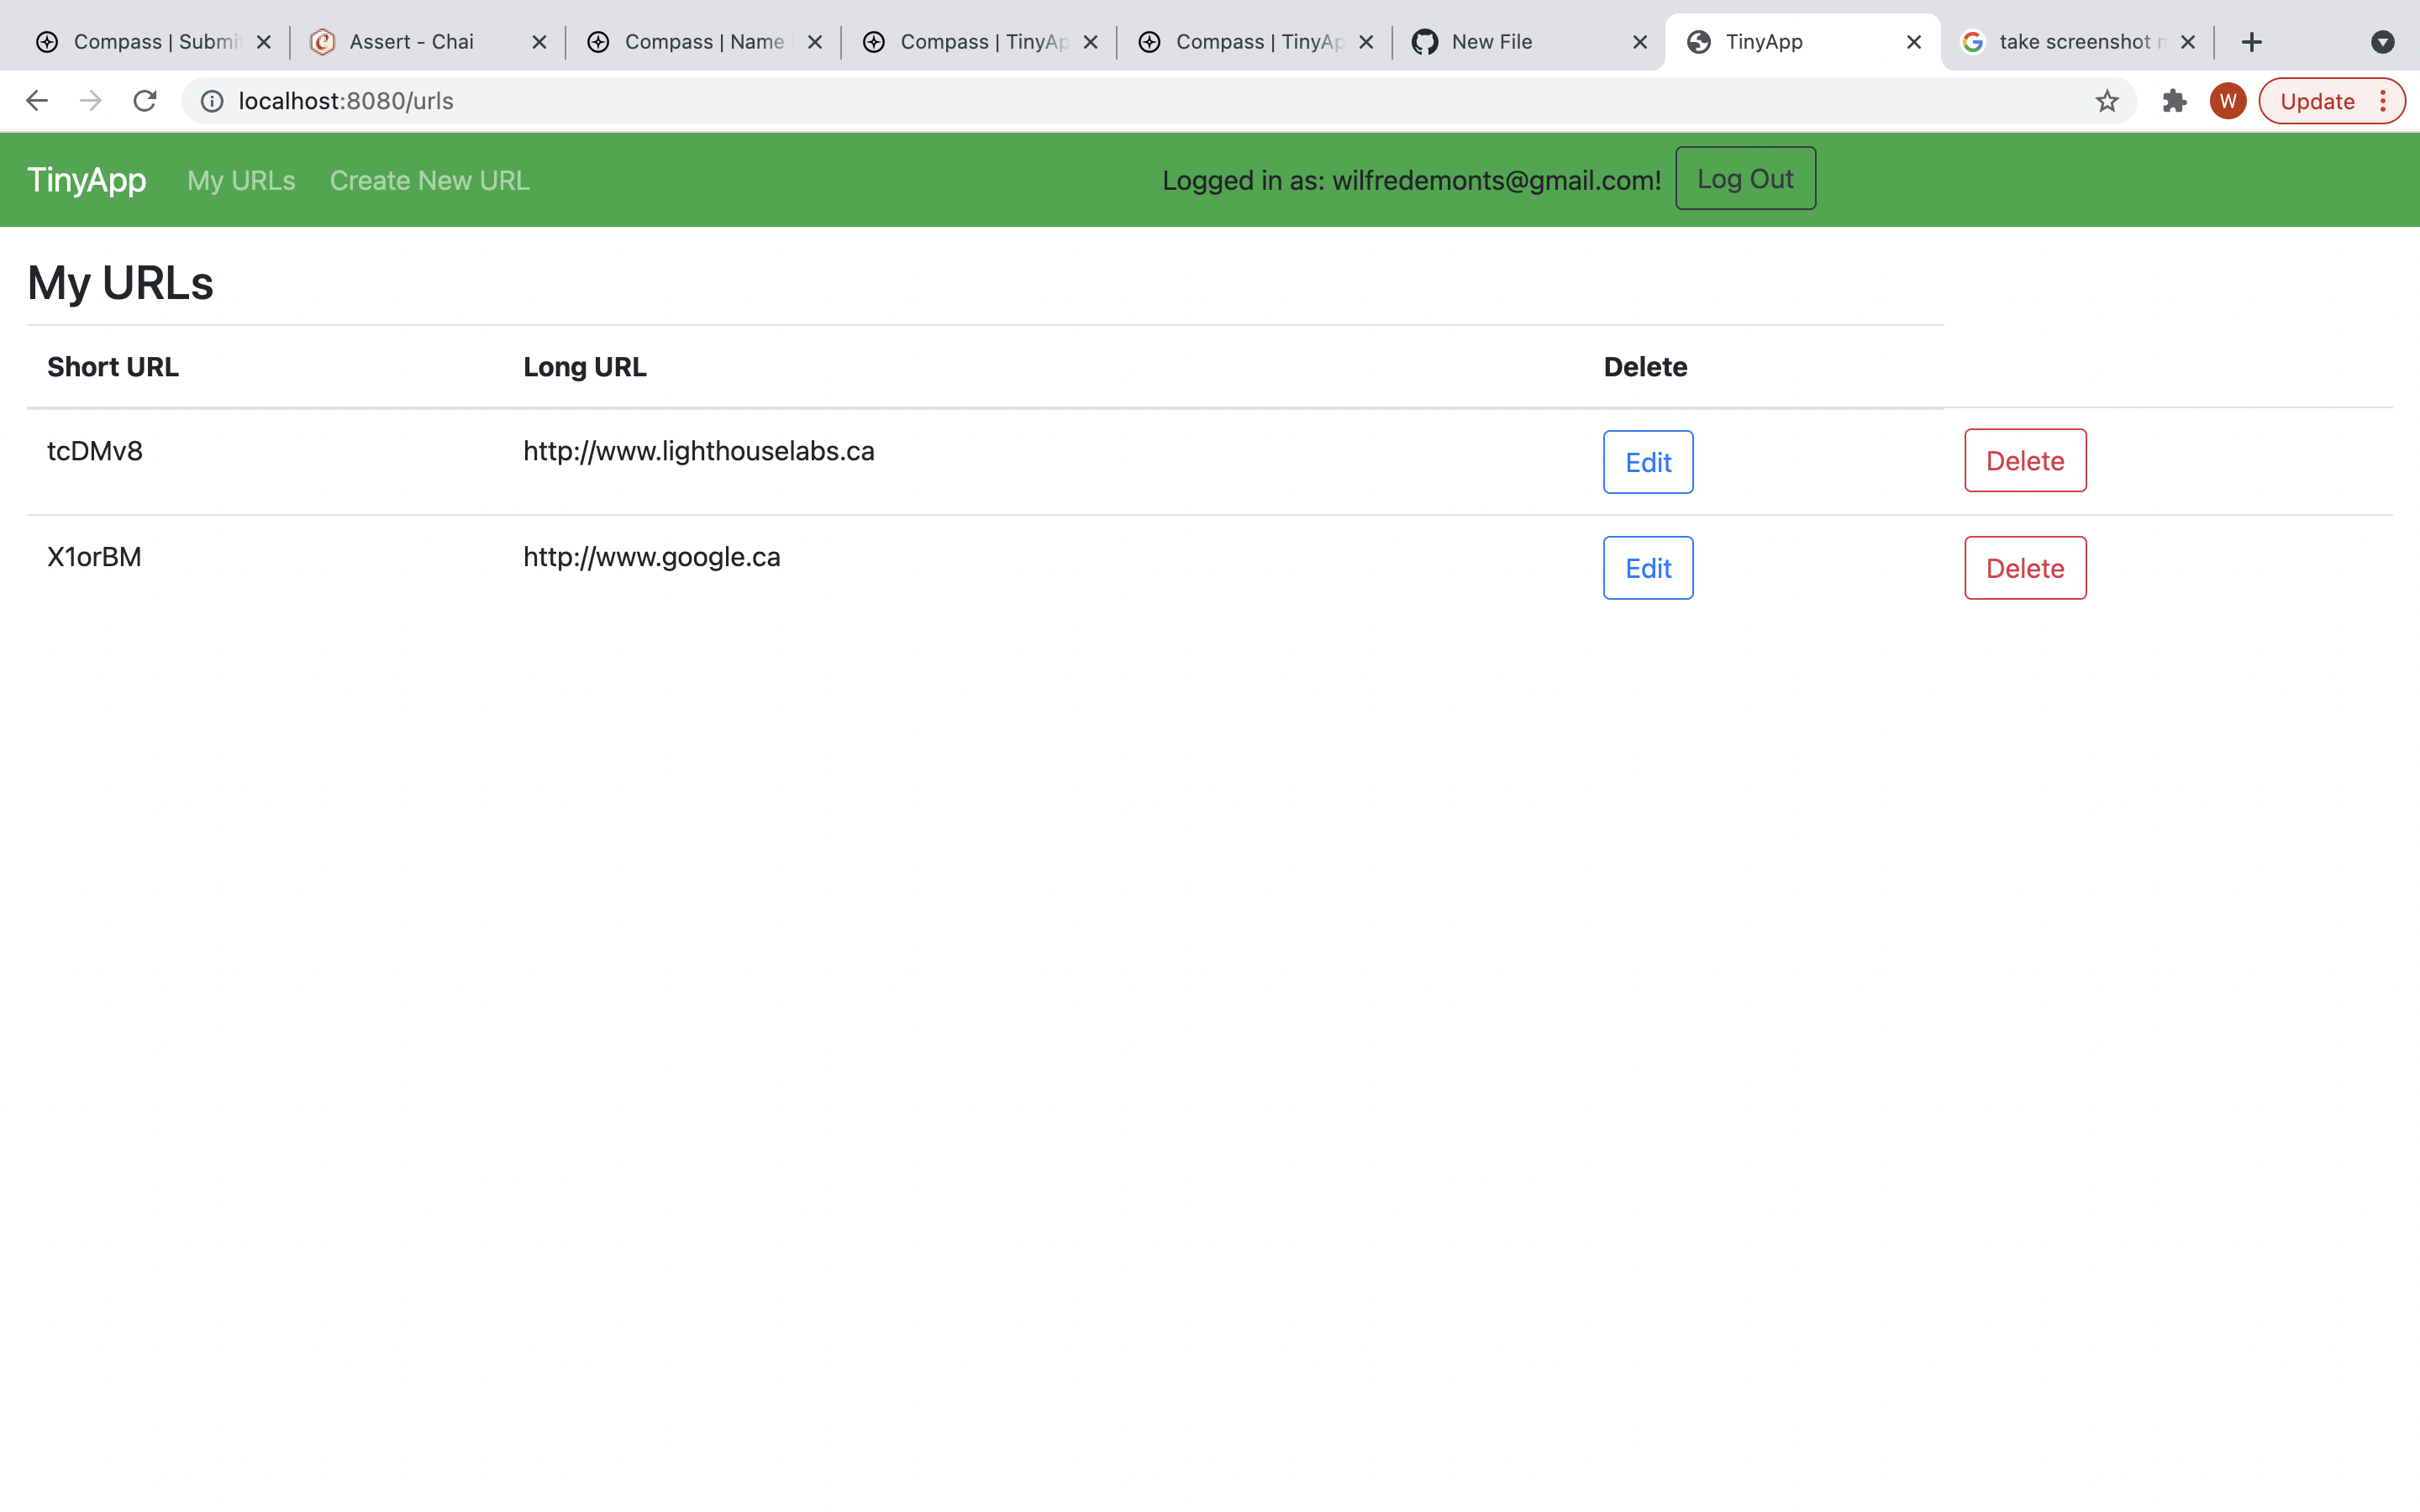 Compass | Submi Assert - Chai Compass | Name Compass | TinyAp Compass | TinyAp New File TinyApp take screenshot
localhost:8080/urls W Update
TinyApp My URLs Create New URL Logged in as: wilfredemonts@gmail.com! Log Out
My URLs
Short URL Long URL Delete
tcDMv8 http://www.lighthouselabs.ca Edit Delete
X1orBM http://www.google.ca Edit Delete